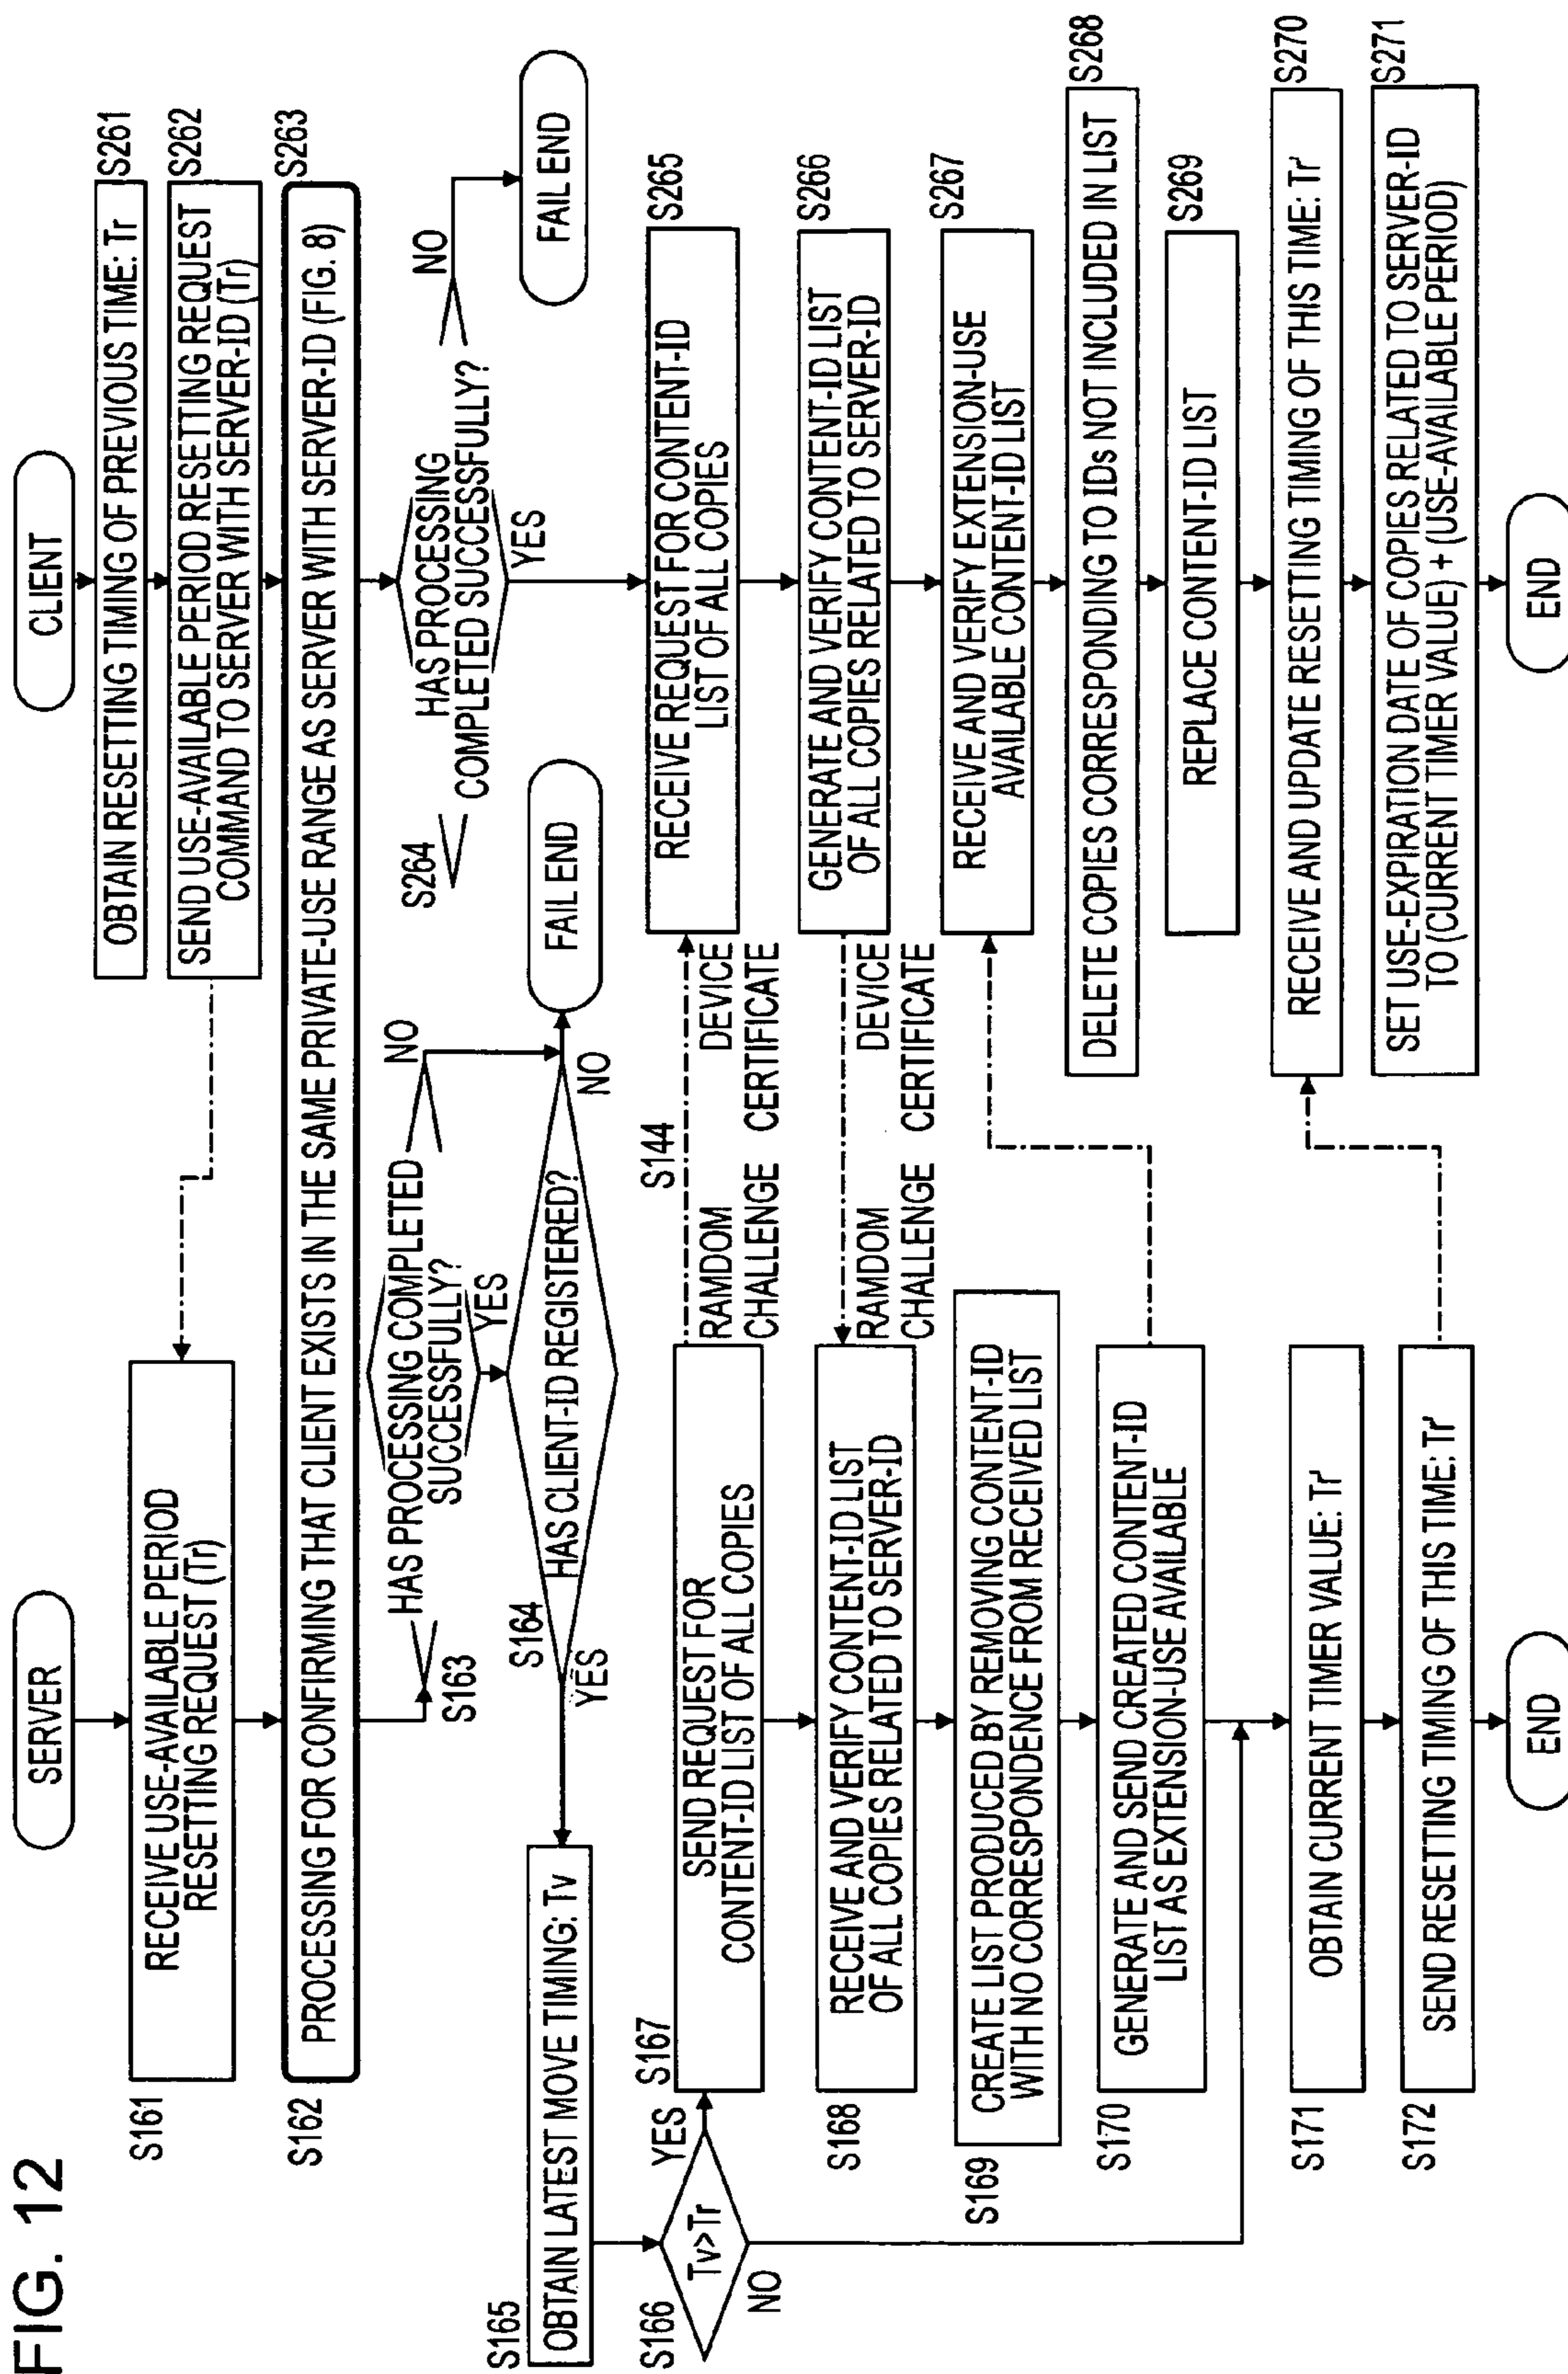 FIG. 12
SERVER
S161
RECEIVE USE-AVAILABLE PERIOD
RESETTING REQUEST (Tr)
S162
PROCESSING FOR CONFIRMING THAT CLIENT EXISTS IN THE SAME PRIVATE-USE RANGE AS SERVER WITH SERVER-ID (FIG. 8)
S163
HAS PROCESSING COMPLETED
SUCCESSFULLY?
NO
YES
S164
HAS CLIENT-ID REGISTERED?
NO
YES
FAIL END
S165
OBTAIN LATEST MOVE TIMING: Tv
S166
Tv>Tr
YES
NO
S167
SEND REQUEST FOR
CONTENT-ID LIST OF ALL COPIES
S144
RAMDOM
CHALLENGE
DEVICE
CERTIFICATE
S168
RECEIVE AND VERIFY CONTENT-ID LIST
OF ALL COPIES RELATED TO SERVER-ID
RAMDOM
CHALLENGE
DEVICE
CERTIFICATE
S169
CREATE LIST PRODUCED BY REMOVING CONTENT-ID
WITH NO CORRESPONDENCE FROM RECEIVED LIST
S170
GENERATE AND SEND CREATED CONTENT-ID
LIST AS EXTENSION-USE AVAILABLE
S171
OBTAIN CURRENT TIMER VALUE: Tr'
S172
SEND RESETTING TIMING OF THIS TIME: Tr'
END
CLIENT
OBTAIN RESETTING TIMING OF PREVIOUS TIME: Tr
S261
SEND USE-AVAILABLE PERIOD RESETTING REQUEST
COMMAND TO SERVER WITH SERVER-ID (Tr)
S262
S263
S264
HAS PROCESSING
COMPLETED SUCCESSFULLY?
NO
YES
FAIL END
RECEIVE REQUEST FOR CONTENT-ID
LIST OF ALL COPIES
S265
GENERATE AND VERIFY CONTENT-ID LIST
OF ALL COPIES RELATED TO SERVER-ID
S266
RECEIVE AND VERIFY EXTENSION-USE
AVAILABLE CONTENT-ID LIST
S267
DELETE COPIES CORRESPONDING TO IDs NOT INCLUDED IN LIST
S268
REPLACE CONTENT-ID LIST
S269
RECEIVE AND UPDATE RESETTING TIMING OF THIS TIME: Tr'
S270
SET USE-EXPIRATION DATE OF COPIES RELATED TO SERVER-ID
TO (CURRENT TIMER VALUE) + (USE-AVAILABLE PERIOD)
S271
END